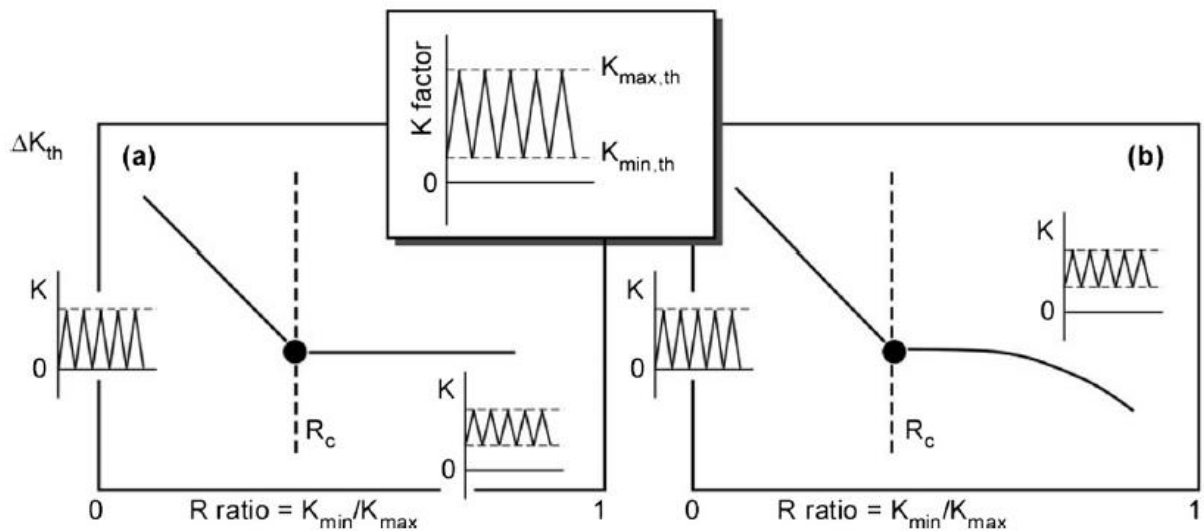 K factor
K_max,th
K_min,th
0
ΔK_th
(a)
K
0
R_c
K
0
0
R ratio = K_min/K_max
1
(b)
K
0
K
0
R_c
0
R ratio = K_min/K_max
1